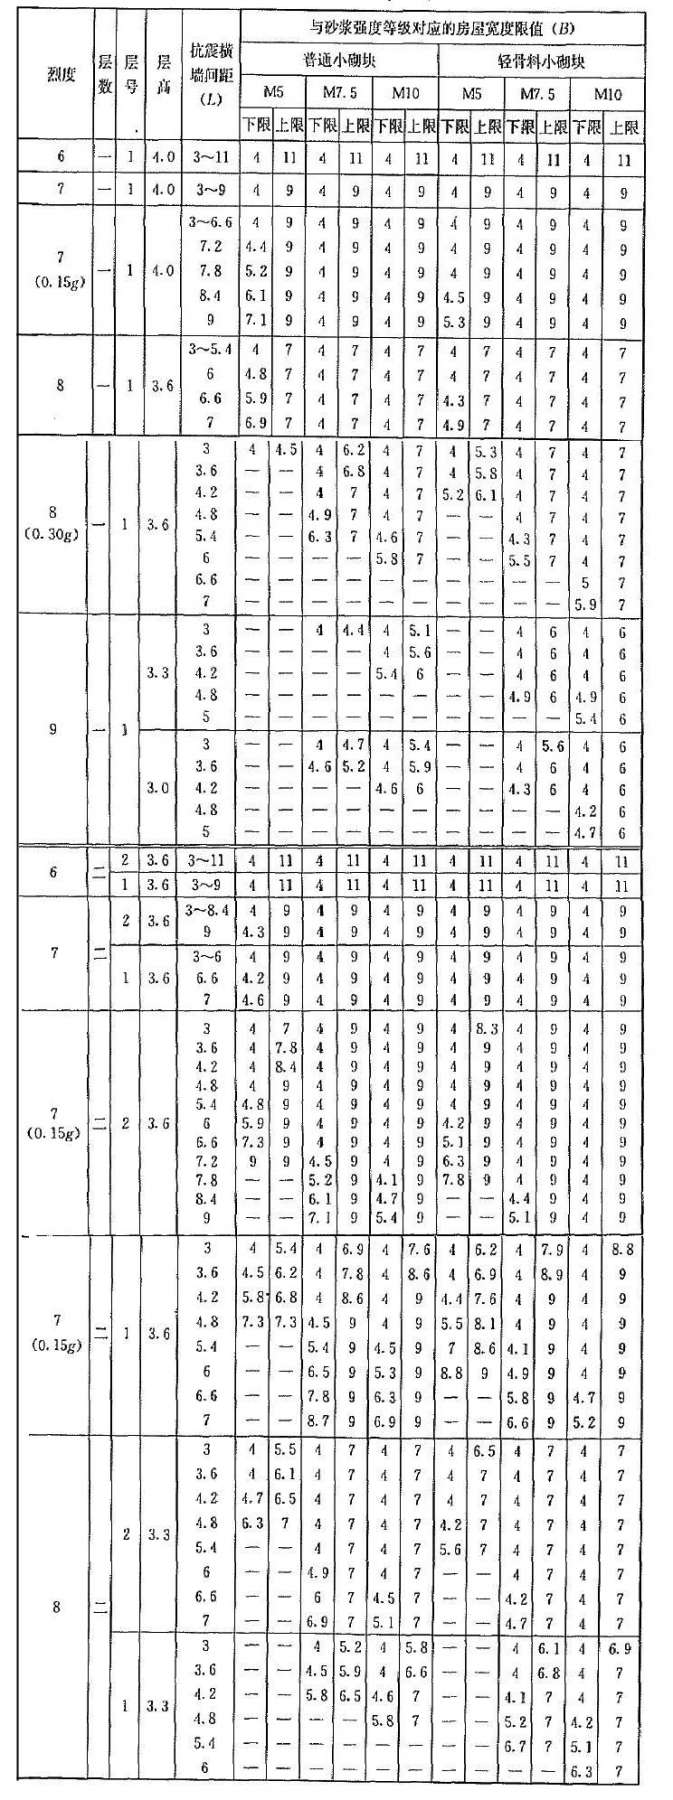 与砂浆强度等级对应的房屋宽度限值（B）
烈度 层数 层号 层高 抗震横墙间距(L) 普通小砌块 轻骨料小砌块
M5 M7.5 M10 M5 M7.5 M10
下限 上限 下限 上限 下限 上限 下限 上限 下限 上限 下限 上限
6 一 1 4.0 3～11 4 11 4 11 4 11 4 11 4 11 4 11
7 一 1 4.0 3～9 4 9 4 9 4 9 4 9 4 9 4 9
7(0.15g) 一 1 4.0
3～6.6 4 9 4 9 4 9 4 9 4 9 4 9
7.2 4.4 9 4 9 4 9 4 9 4 9 4 9
7.8 5.2 9 4 9 4 9 4 9 4 9 4 9
8.4 6.1 9 4 9 4 9 4.5 9 4 9 4 9
9 7.1 9 4 9 4 9 5.3 9 4 9 4 9
8 一 1 3.6
3～5.4 4 7 4 7 4 7 4 7 4 7 4 7
6 4.8 7 4 7 4 7 4 7 4 7 4 7
6.6 5.9 7 4 7 4 7 4.3 7 4 7 4 7
7 6.9 7 4 7 4 7 4.9 7 4 7 4 7
8(0.30g) 一 1 3.6
3 4 4.5 4 6.2 4 7 4 5.3 4 7 4 7
3.6 — — 4 6.8 4 7 4 5.8 4 7 4 7
4.2 — — 4 7 4 7 5.2 6.1 4 7 4 7
4.8 — — 4.9 7 4 7 — — 4 7 4 7
5.4 — — 6.3 7 4.6 7 — — 4.3 7 4 7
6 — — — — 5.8 7 — — 5.5 7 4 7
6.6 — — — — — — — — — — 5 7
7 — — — — — — — — — — 5.9 7
9 一 1
3.3
3 — — 4 4.4 4 5.1 — — 4 6 4 6
3.6 — — — — 4 5.6 — — 4 6 4 6
4.2 — — — — 5.4 6 — — 4 6 4 6
4.8 — — — — — — — — 4.9 6 4.9 6
5 — — — — — — — — — — 5.4 6
3.0
3 — — 4 4.7 4 5.4 — — 4 5.6 4 6
3.6 — — 4.6 5.2 4 5.9 — — 4 6 4 6
4.2 — — — — 4.6 6 — — 4.3 6 4 6
4.8 — — — — — — — — — — 4.2 6
5 — — — — — — — — — — 4.7 6
6 二
2 3.6 3～11 4 11 4 11 4 11 4 11 4 11 4 11
1 3.6 3～9 4 11 4 11 4 11 4 11 4 11 4 11
7 二
2 3.6
3～8.4 4 9 4 9 4 9 4 9 4 9 4 9
9 4.3 9 4 9 4 9 4 9 4 9 4 9
1 3.6
3～6 4 9 4 9 4 9 4 9 4 9 4 9
6.6 4.2 9 4 9 4 9 4 9 4 9 4 9
7 4.6 9 4 9 4 9 4 9 4 9 4 9
7(0.15g) 二 2 3.6
3 4 7 4 9 4 9 4 8.3 4 9 4 9
3.6 4 7.8 4 9 4 9 4 9 4 9 4 9
4.2 4 8.4 4 9 4 9 4 9 4 9 4 9
4.8 4 9 4 9 4 9 4 9 4 9 4 9
5.4 4.8 9 4 9 4 9 4 9 4 9 4 9
6 5.9 9 4 9 4 9 4.2 9 4 9 4 9
6.6 7.3 9 4 9 4 9 5.1 9 4 9 4 9
7.2 9 9 4.5 9 4 9 6.3 9 4 9 4 9
7.8 — — 5.2 9 4.1 9 7.8 9 4 9 4 9
8.4 — — 6.1 9 4.7 9 — — 4.4 9 4 9
9 — — 7.1 9 5.4 9 — — 5.1 9 4 9
7(0.15g) 二 1 3.6
3 4 5.4 4 6.9 4 7.6 4 6.2 4 7.9 4 8.8
3.6 4.5 6.2 4 7.8 4 8.6 4 6.9 4 8.9 4 9
4.2 5.8 6.8 4 8.6 4 9 4.4 7.6 4 9 4 9
4.8 7.3 7.3 4.5 9 4 9 5.5 8.1 4 9 4 9
5.4 — — 5.4 9 4.5 9 7 8.6 4.1 9 4 9
6 — — 6.5 9 5.3 9 8.8 9 4.9 9 4 9
6.6 — — 7.8 9 6.3 9 — — 5.8 9 4.7 9
7 — — 8.7 9 6.9 9 — — 6.6 9 5.2 9
8 二
2 3.3
3 4 5.5 4 7 4 7 4 6.5 4 7 4 7
3.6 4 6.1 4 7 4 7 4 7 4 7 4 7
4.2 4.7 6.5 4 7 4 7 4 7 4 7 4 7
4.8 6.3 7 4 7 4 7 4.2 7 4 7 4 7
5.4 — — 4 7 4 7 5.6 7 4 7 4 7
6 — — 4.9 7 4 7 — — 4 7 4 7
6.6 — — 6 7 4.5 7 — — 4.2 7 4 7
7 — — 6.9 7 5.1 7 — — 4.7 7 4 7
1 3.3
3 — — 4 5.2 4 5.8 — — 4 6.1 4 6.9
3.6 — — 4.5 5.9 4 6.6 — — 4 6.8 4 7
4.2 — — 5.8 6.5 4.6 7 — — 4.1 7 4 7
4.8 — — — — 5.8 7 — — 5.2 7 4.2 7
5.4 — — — — — — — — 6.7 7 5.1 7
6 — — — — — — — — — — 6.3 7